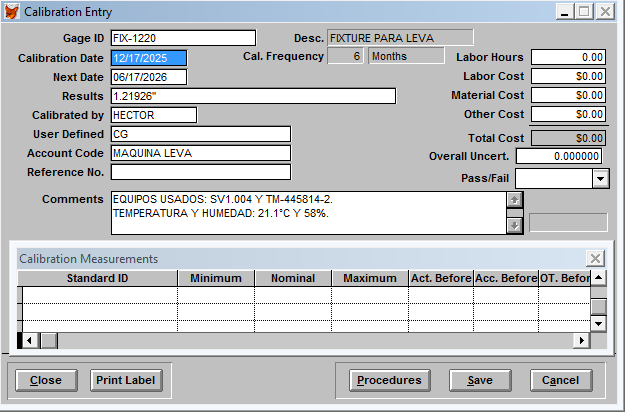 Calibration Entry
Gage ID FIX-1220 Desc. FIXTURE PARA LEVA
Calibration Date 12/17/2025 Cal. Frequency 6 Months Labor Hours 0.00
Next Date 06/17/2026 Labor Cost $0.00
Results 1.21926" Material Cost $0.00
Calibrated by HECTOR Other Cost $0.00
User Defined CG Total Cost $0.00
Account Code MAQUINA LEVA Overall Uncert. 0.000000
Reference No. Pass/Fail
Comments EQUIPOS USADOS: SV1.004 Y TM-445814-2.
TEMPERATURA Y HUMEDAD: 21.1°C Y 58%.
Calibration Measurements
Standard ID Minimum Nominal Maximum Act. Before Acc. Before OT. Befor
Close Print Label Procedures Save Cancel